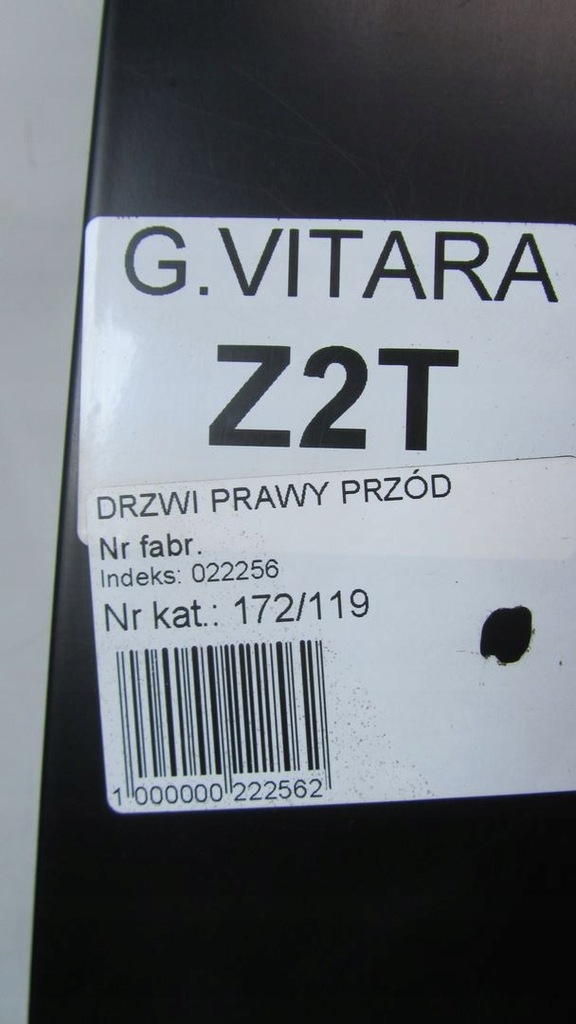 G.VITARA
Z2T
DRZWI PRAWY PRZÓD
Nr fabr.
Indeks: 022256
Nr kat.: 172/119
1 000000 222562